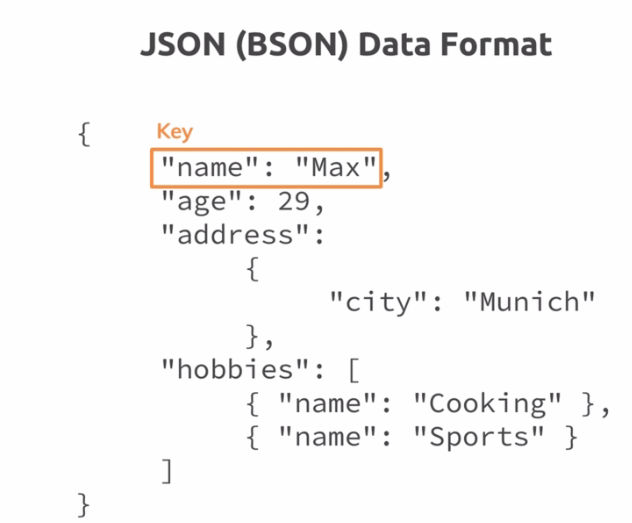 JSON (BSON) Data Format
{
Key
"name": "Max",
"age": 29,
"address":
{
"city": "Munich"
},
"hobbies": [
{ "name": "Cooking" },
{ "name": "Sports" }
]
}